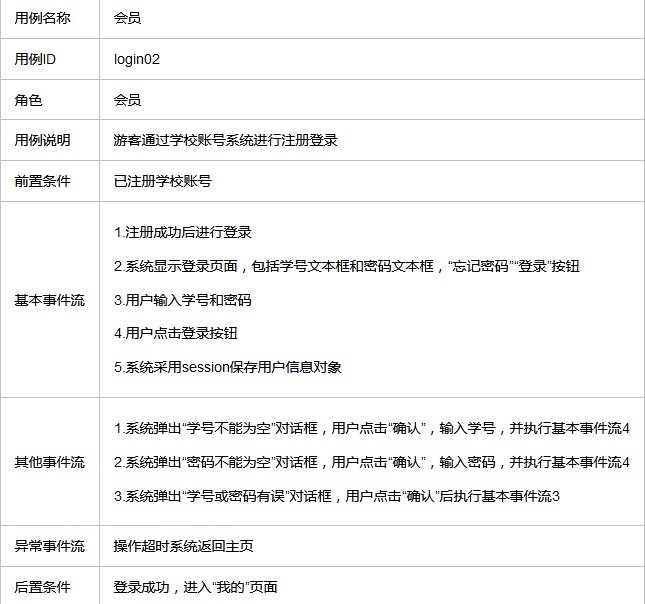 用例名称 会员
用例ID login02
角色 会员
用例说明 游客通过学校账号系统进行注册登录
前置条件 已注册学校账号
基本事件流
1.注册成功后进行登录
2.系统显示登录页面，包括学号文本框和密码文本框，“忘记密码”“登录”按钮
3.用户输入学号和密码
4.用户点击登录按钮
5.系统采用session保存用户信息对象
其他事件流
1.系统弹出“学号不能为空”对话框，用户点击“确认”，输入学号，并执行基本事件流4
2.系统弹出“密码不能为空”对话框，用户点击“确认”，输入密码，并执行基本事件流4
3.系统弹出“学号或密码有误”对话框，用户点击“确认”后执行基本事件流3
异常事件流 操作超时系统返回主页
后置条件 登录成功，进入“我的”页面